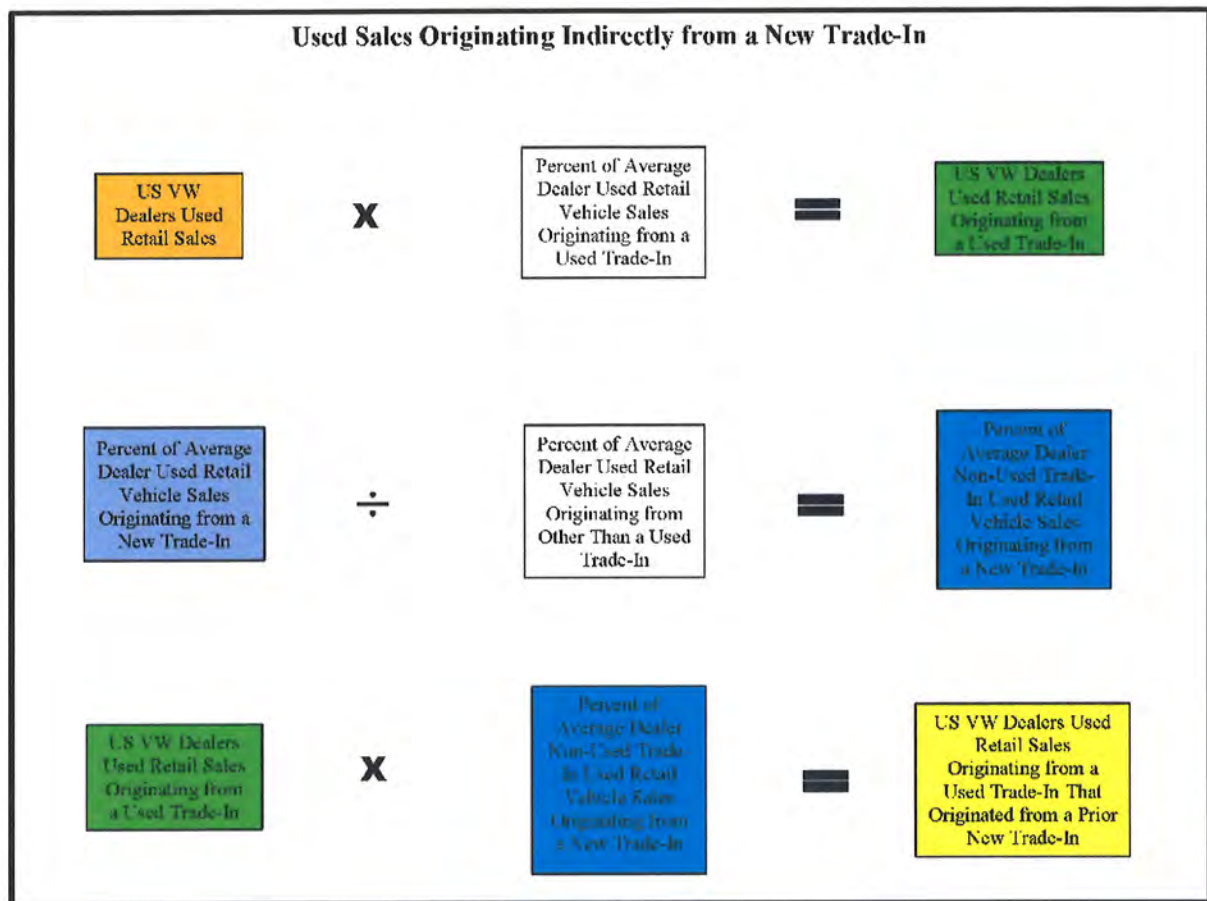 Used Sales Originating Indirectly from a New Trade-In
US VW
Dealers Used
Retail Sales
x
Percent of Average
Dealer Used Retail
Vehicle Sales
Originating from a
Used Trade-In
=
US VW Dealers
Used Retail Sales
Originating from
a Used Trade-In
Percent of Average
Dealer Used Retail
Vehicle Sales
Originating from a
New Trade-In
÷
Percent of Average
Dealer Used Retail
Vehicle Sales
Originating from
Other Than a Used
Trade-In
=
Percent of
Average Dealer
Non-Used Trade-
In Used Retail
Vehicle Sales
Originating from
a New Trade-In
US VW Dealers
Used Retail Sales
Originating from
a Used Trade-In
x
Percent of
Average Dealer
Non-Used Trade-
In Used Retail
Vehicle Sales
Originating from
a New Trade-In
=
US VW Dealers Used
Retail Sales
Originating from a
Used Trade-In That
Originated from a Prior
New Trade-In